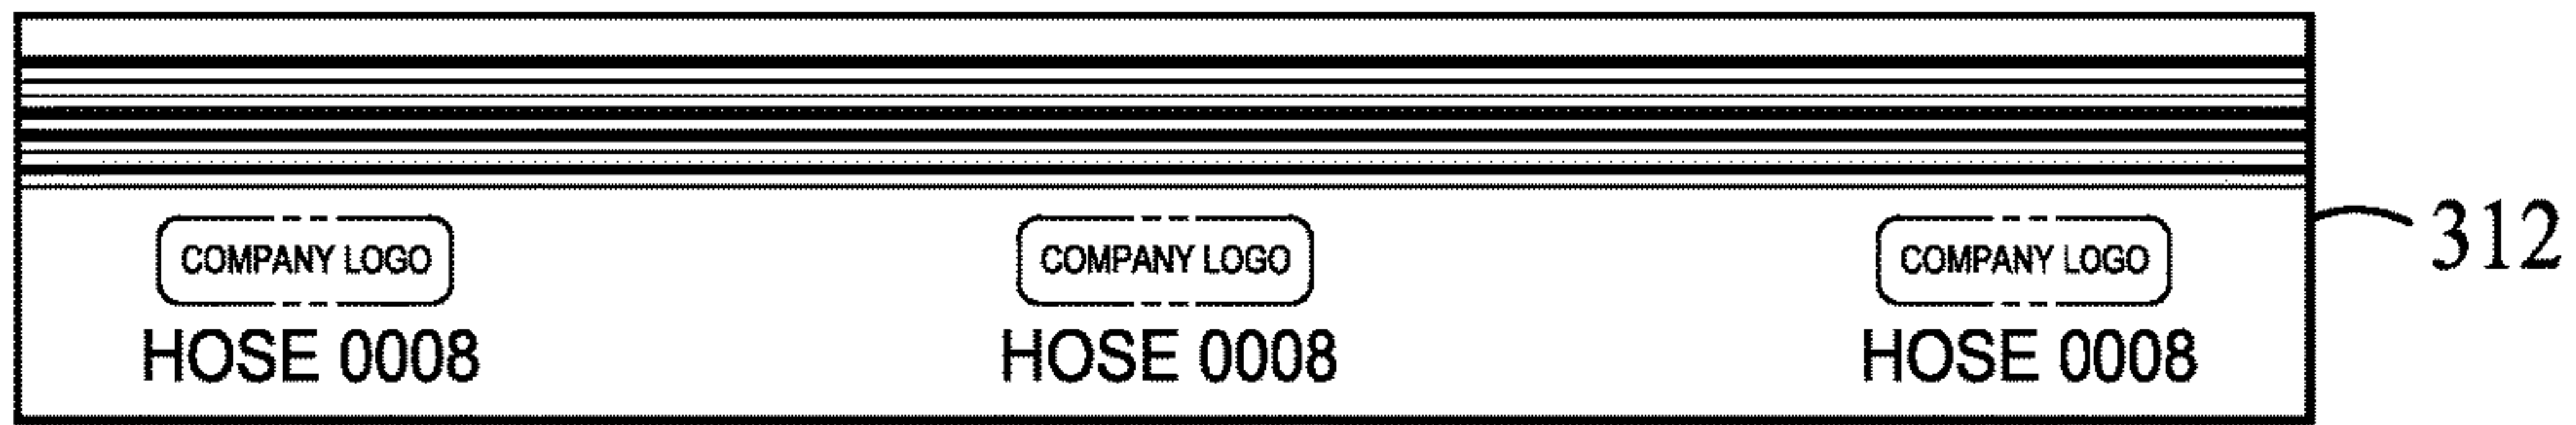 COMPANY LOGO COMPANY LOGO COMPANY LOGO
312
HOSE 0008 HOSE 0008 HOSE 0008